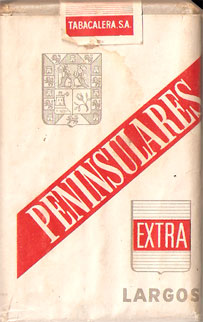 TABACALERA, S.A.
PENINSULARES
EXTRA
LARGOS